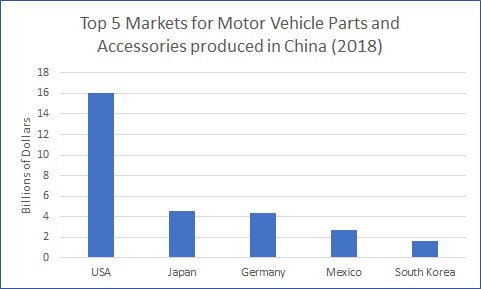 Top 5 Markets for Motor Vehicle Parts and
Accessories produced in China (2018)
Billions of Dollars
18
16
14
12
10
8
6
4
2
0
USA Japan Germany Mexico South Korea